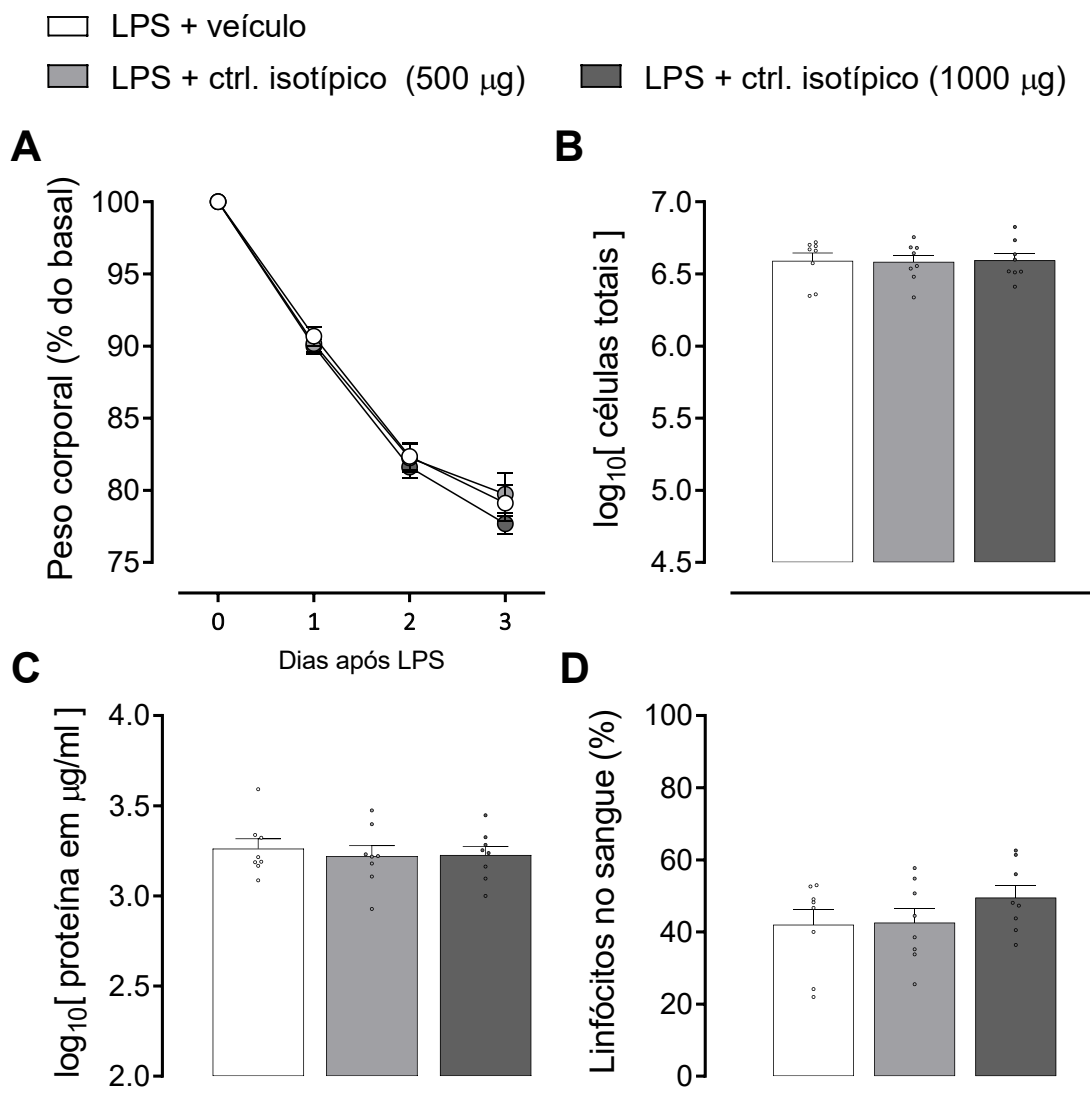 LPS + veículo
LPS + ctrl. isotípico (500 µg)
LPS + ctrl. isotípico (1000 µg)
A
Peso corporal (% do basal)
100
95
90
85
80
75
0 1 2 3
Dias após LPS
B
log10[ células totais ]
7.0
6.5
6.0
5.5
5.0
4.5
C
log10[ proteína em µg/ml ]
4.0
3.5
3.0
2.5
2.0
D
Linfócitos no sangue (%)
100
80
60
40
20
0